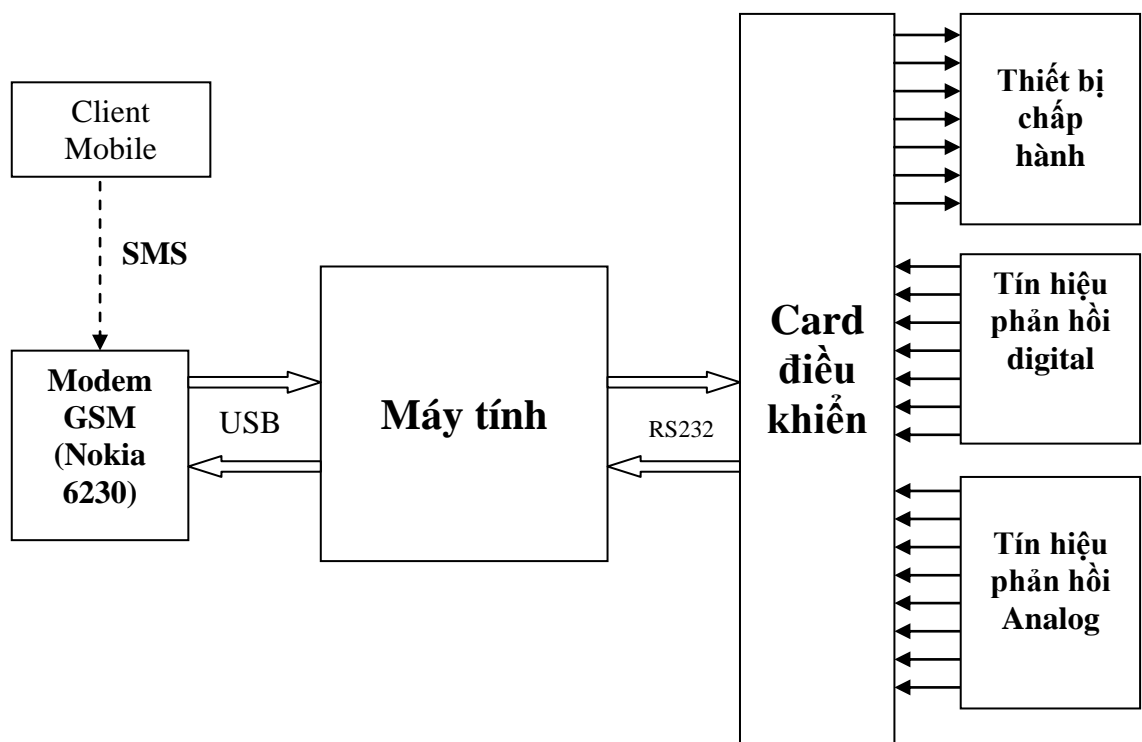 Client
Mobile
SMS
Modem
GSM
(Nokia
6230)
USB
Máy tính
RS232
Card
điều
khiển
Thiết bị
chấp
hành
Tín hiệu
phản hồi
digital
Tín hiệu
phản hồi
Analog